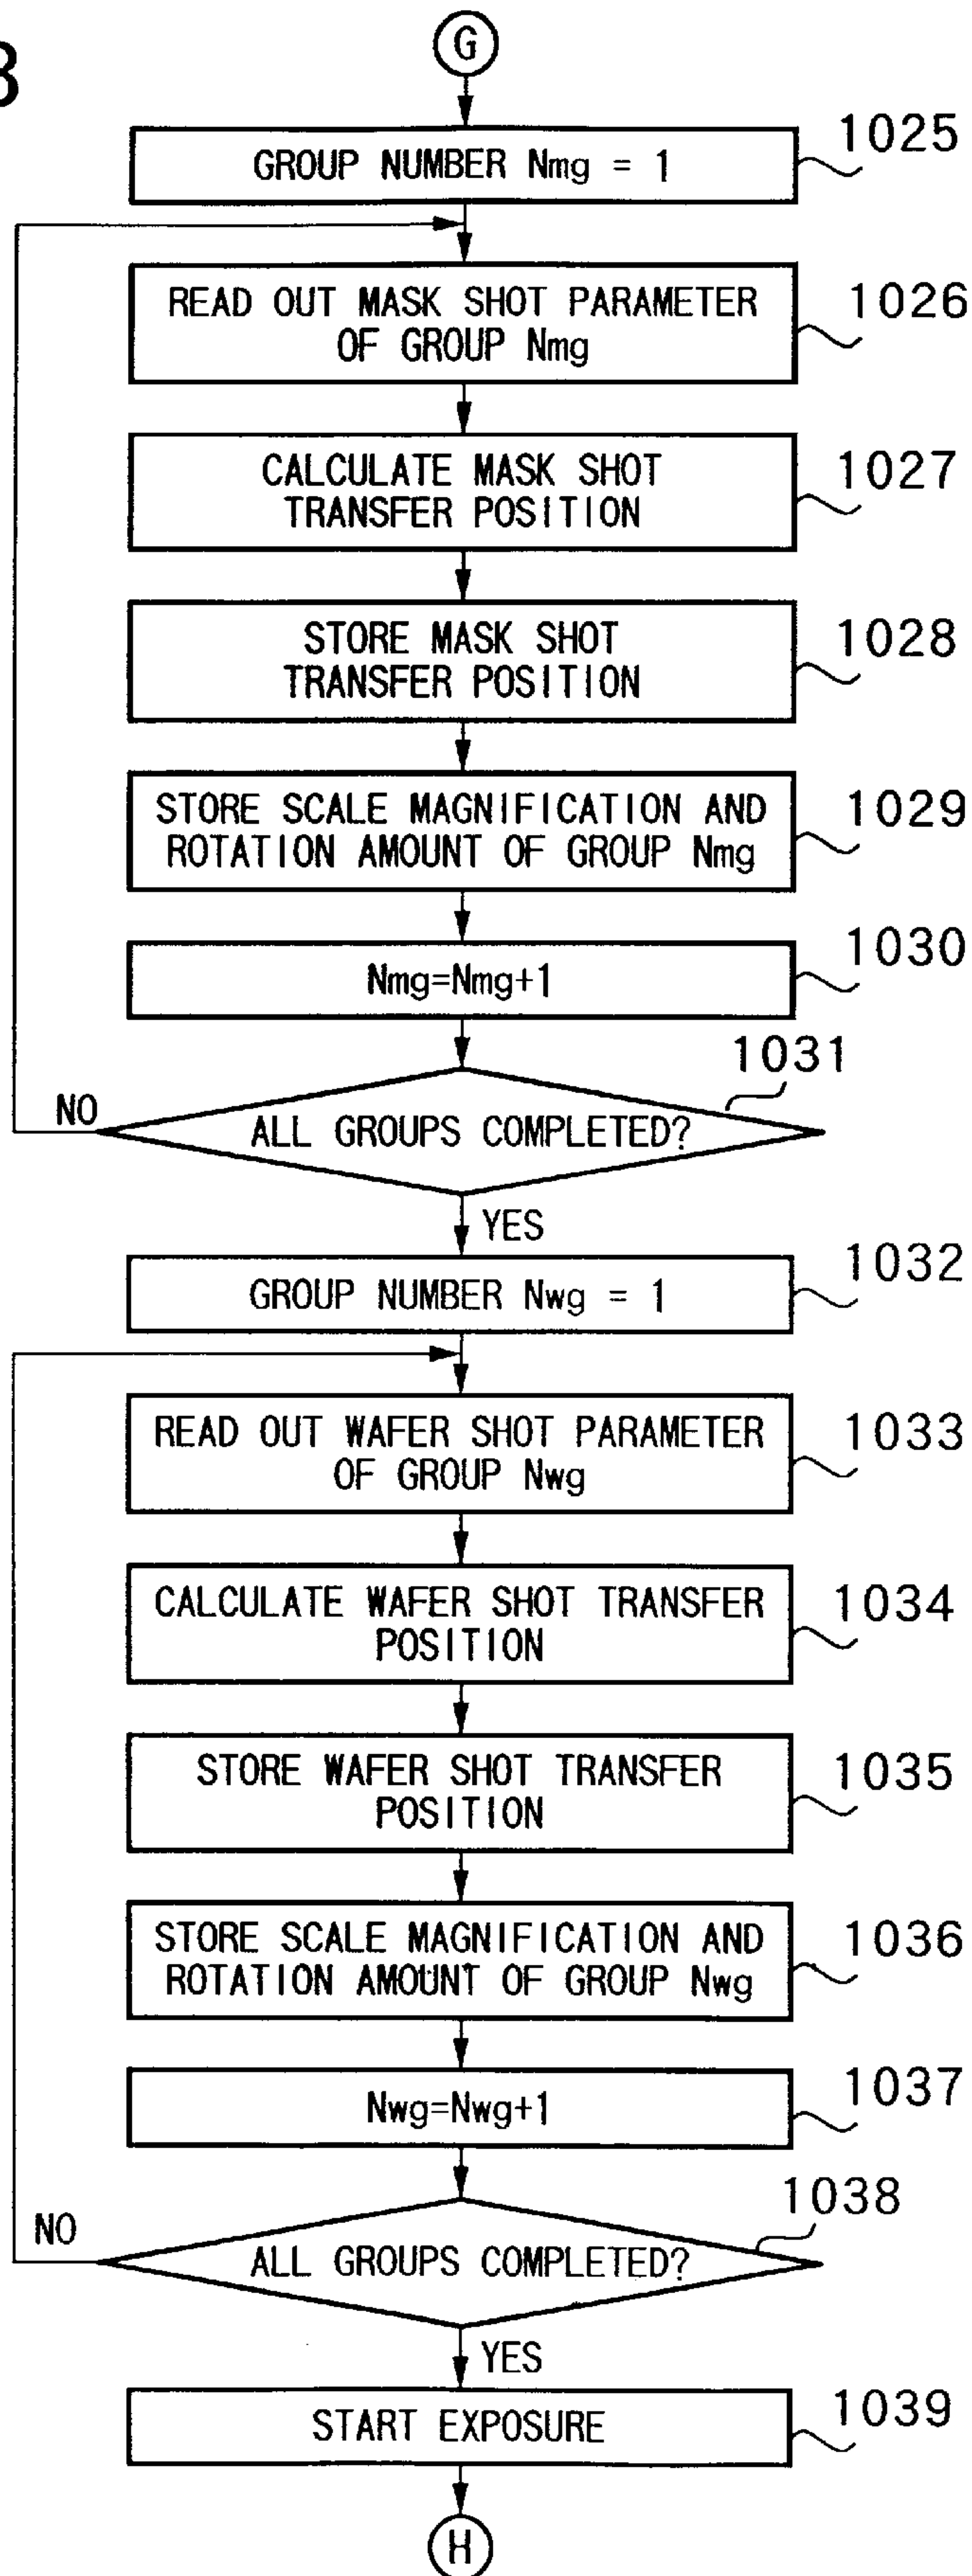 G
GROUP NUMBER Nmg = 1
1025
READ OUT MASK SHOT PARAMETER
OF GROUP Nmg
1026
CALCULATE MASK SHOT
TRANSFER POSITION
1027
STORE MASK SHOT
TRANSFER POSITION
1028
STORE SCALE MAGNIFICATION AND
ROTATION AMOUNT OF GROUP Nmg
1029
Nmg=Nmg+1
1030
1031
NO
ALL GROUPS COMPLETED?
YES
GROUP NUMBER Nwg = 1
1032
READ OUT WAFER SHOT PARAMETER
OF GROUP Nwg
1033
CALCULATE WAFER SHOT TRANSFER
POSITION
1034
STORE WAFER SHOT TRANSFER
POSITION
1035
STORE SCALE MAGNIFICATION AND
ROTATION AMOUNT OF GROUP Nwg
1036
Nwg=Nwg+1
1037
1038
NO
ALL GROUPS COMPLETED?
YES
START EXPOSURE
1039
H